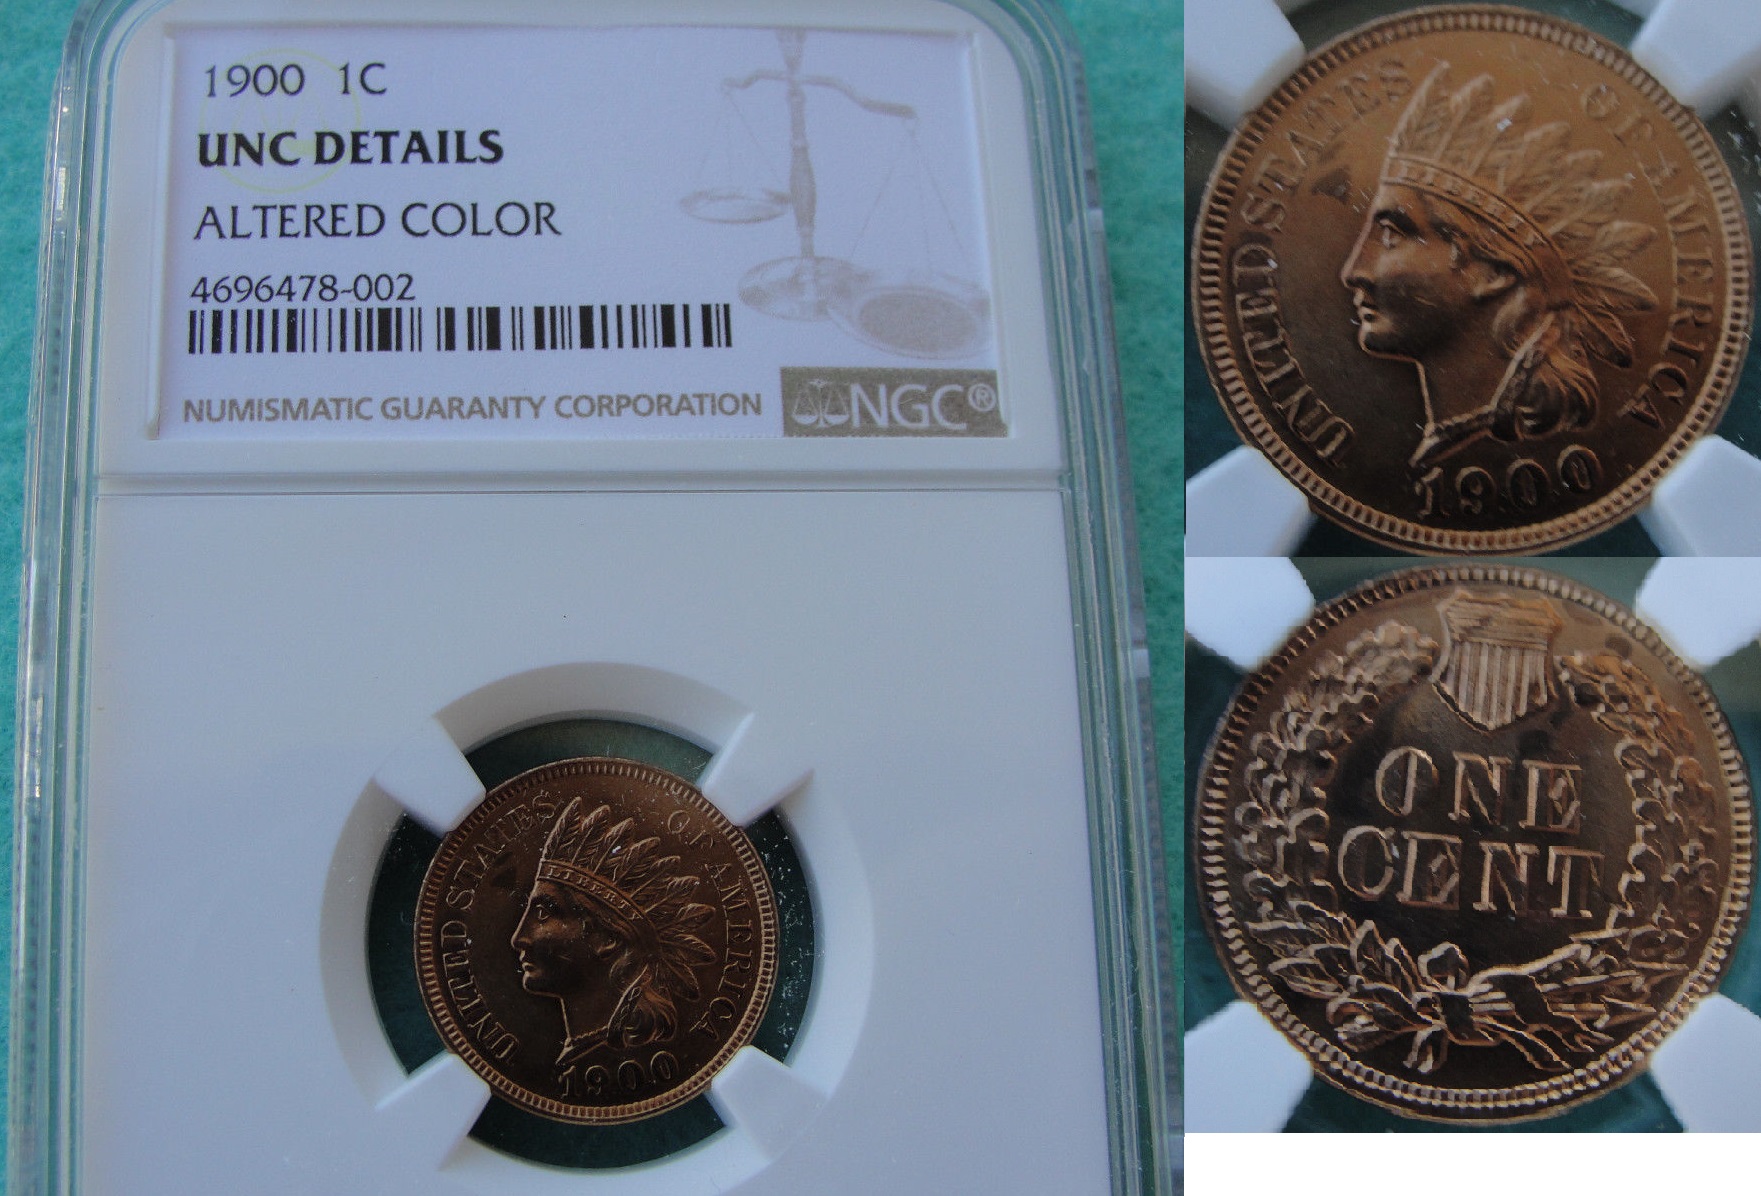 1900 1C
UNC DETAILS
ALTERED COLOR
4696478-002
NUMISMATIC GUARANTY CORPORATION
NGC®
UNITED STATES OF AMERICA
LIBERTY
1900
UNITED STATES OF AMERICA
LIBERTY
1900
ONE
CENT